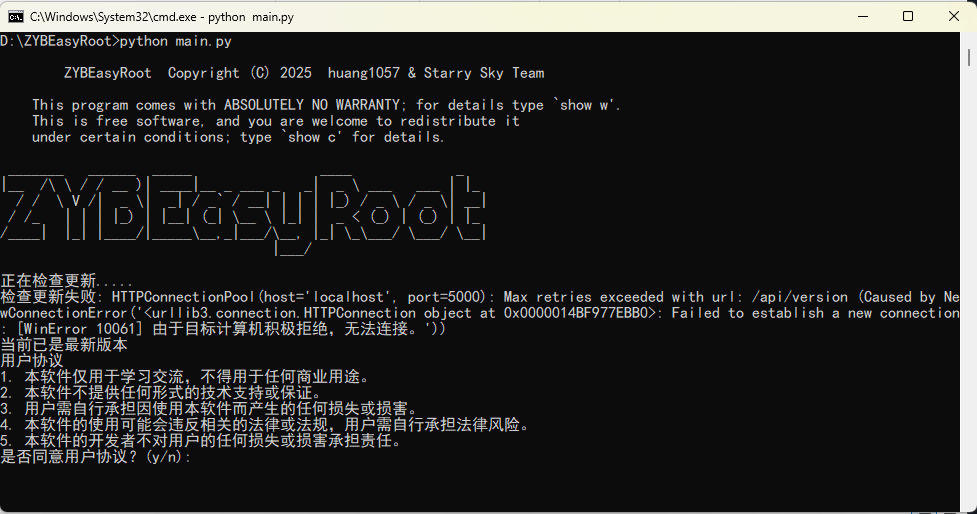 C:\Windows\System32\cmd.exe - python  main.py
D:\ZYBEasyRoot>python main.py
ZYBEasyRoot  Copyright (C) 2025  huang1057 & Starry Sky Team
This program comes with ABSOLUTELY NO WARRANTY; for details type `show w'.
This is free software, and you are welcome to redistribute it
under certain conditions; type `show c' for details.
ZYBEasyRoot
正在检查更新.....
检查更新失败: HTTPConnectionPool(host='localhost', port=5000): Max retries exceeded with url: /api/version (Caused by Ne
wConnectionError('<urllib3.connection.HTTPConnection object at 0x0000014BF977EBB0>: Failed to establish a new connection
: [WinError 10061] 由于目标计算机积极拒绝，无法连接。'))
当前已是最新版本
用户协议
1. 本软件仅用于学习交流，不得用于任何商业用途。
2. 本软件不提供任何形式的技术支持或保证。
3. 用户需自行承担因使用本软件而产生的任何损失或损害。
4. 本软件的使用可能会违反相关的法律或法规，用户需自行承担法律风险。
5. 本软件的开发者不对用户的任何损失或损害承担责任。
是否同意用户协议？(y/n):